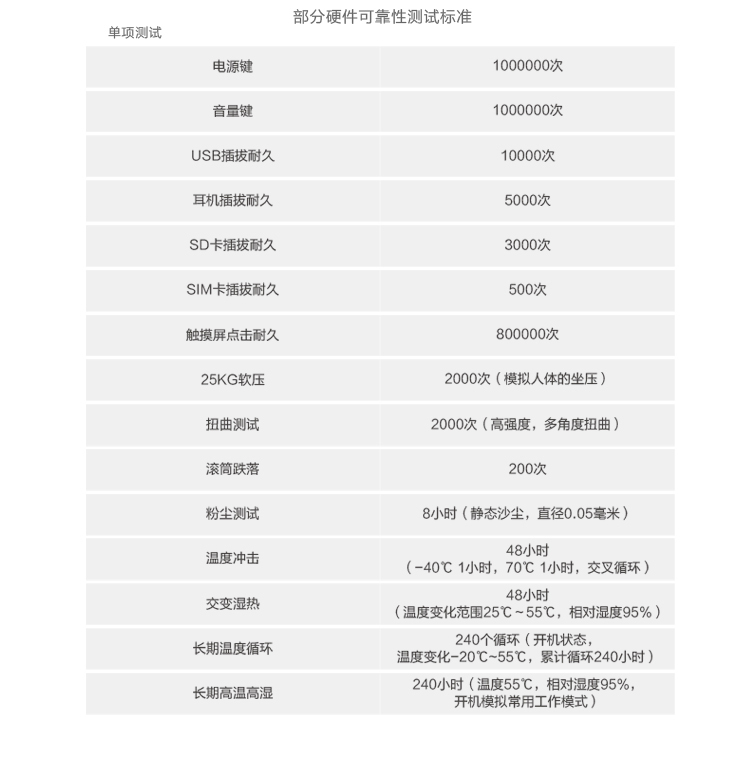 部分硬件可靠性测试标准
单项测试
电源键 1000000次
音量键 1000000次
USB插拔耐久 10000次
耳机插拔耐久 5000次
SD卡插拔耐久 3000次
SIM卡插拔耐久 500次
触摸屏点击耐久 800000次
25KG软压 2000次（模拟人体的坐压）
扭曲测试 2000次（高强度，多角度扭曲）
滚筒跌落 200次
粉尘测试 8小时（静态沙尘，直径0.05毫米）
温度冲击 48小时
（-40℃ 1小时，70℃ 1小时，交叉循环）
交变湿热 48小时
（温度变化范围25℃~55℃，相对湿度95%）
长期温度循环 240个循环（开机状态，
温度变化-20℃~55℃，累计循环240小时）
长期高温高湿 240小时（温度55℃，相对湿度95%，
开机模拟常用工作模式）